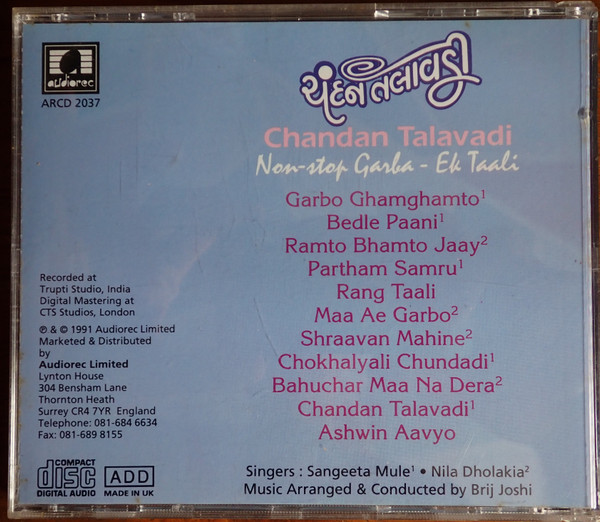 audiorec
ARCD 2037
ચંદન તલાવડી
Chandan Talavadi
Non-stop Garba - Ek Taali
Garbo Ghamghamto¹
Bedle Paani¹
Ramto Bhamto Jaay²
Partham Samru¹
Rang Taali
Maa Ae Garbo²
Shraavan Mahine²
Chokhalyali Chundadi¹
Bahuchar Maa Na Dera²
Chandan Talavadi¹
Ashwin Aavyo
Recorded at
Trupti Studio, India
Digital Mastering at
CTS Studios, London
℗ & © 1991 Audiorec Limited
Marketed & Distributed
by
Audiorec Limited
Lynton House
304 Bensham Lane
Thornton Heath
Surrey CR4 7YR England
Telephone: 081-684 6634
Fax: 081-689 8155
COMPACT
disc
DIGITAL AUDIO
ADD
MADE IN UK
Singers : Sangeeta Mule¹ • Nila Dholakia²
Music Arranged & Conducted by Brij Joshi